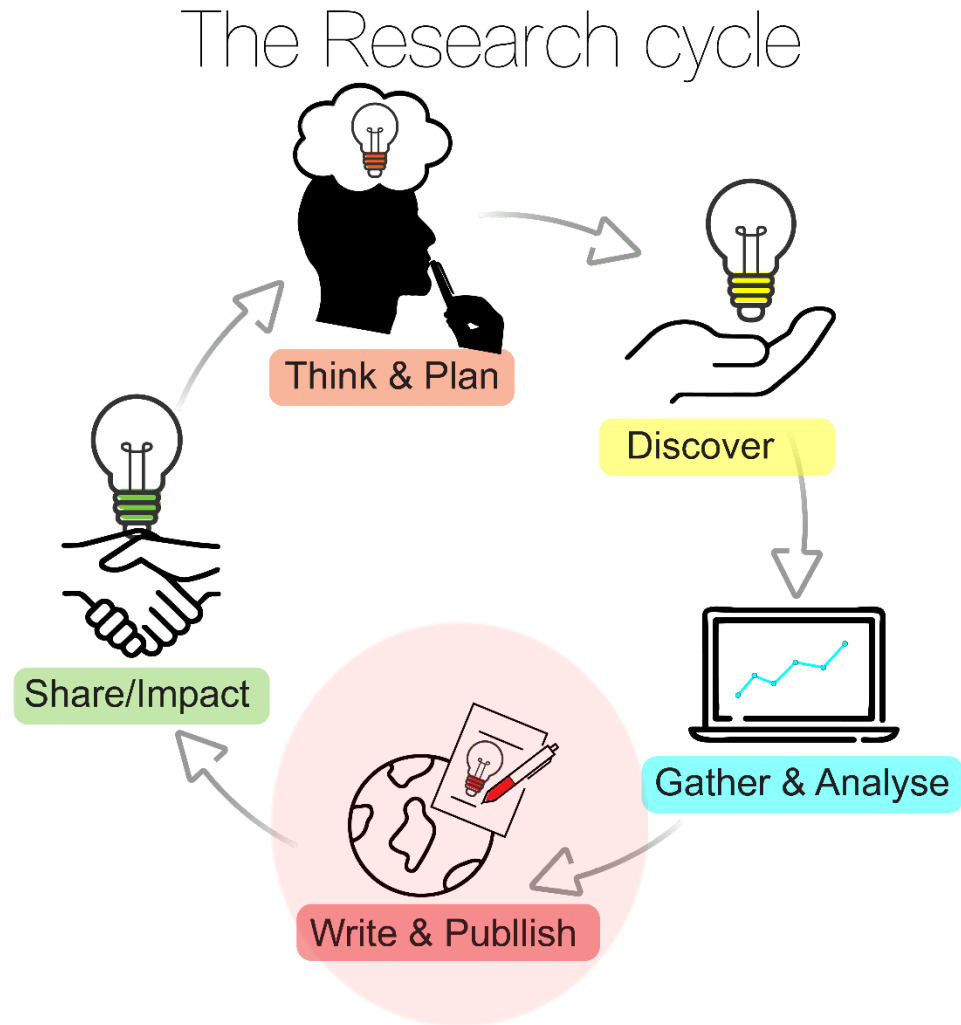 The Research cycle
Think & Plan
Discover
Gather & Analyse
Write & Publlish
Share/Impact